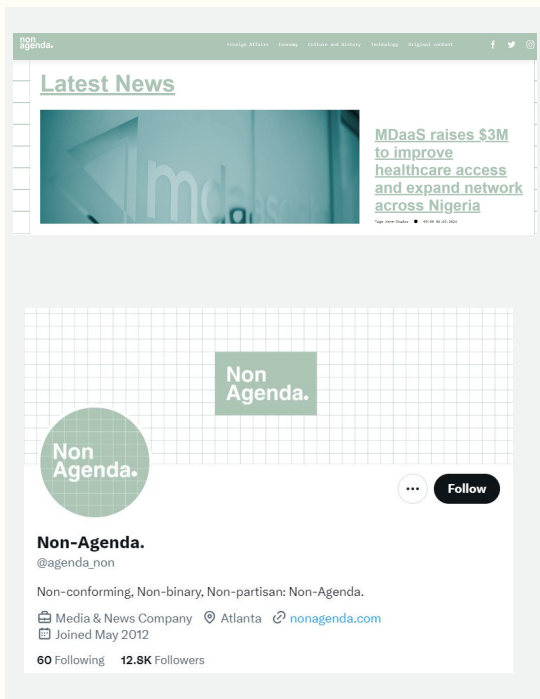 non
agenda.
Foreign Affairs Economy Culture and History Technology Original content
Latest News
mdaas
MDaaS raises $3M
to improve
healthcare access
and expand network
across Nigeria
Non
Agenda.
Non
Agenda.
Follow
Non-Agenda.
@agenda_non
Non-conforming, Non-binary, Non-partisan: Non-Agenda.
Media & News Company Atlanta nonagenda.com
Joined May 2012
60 Following 12.8K Followers